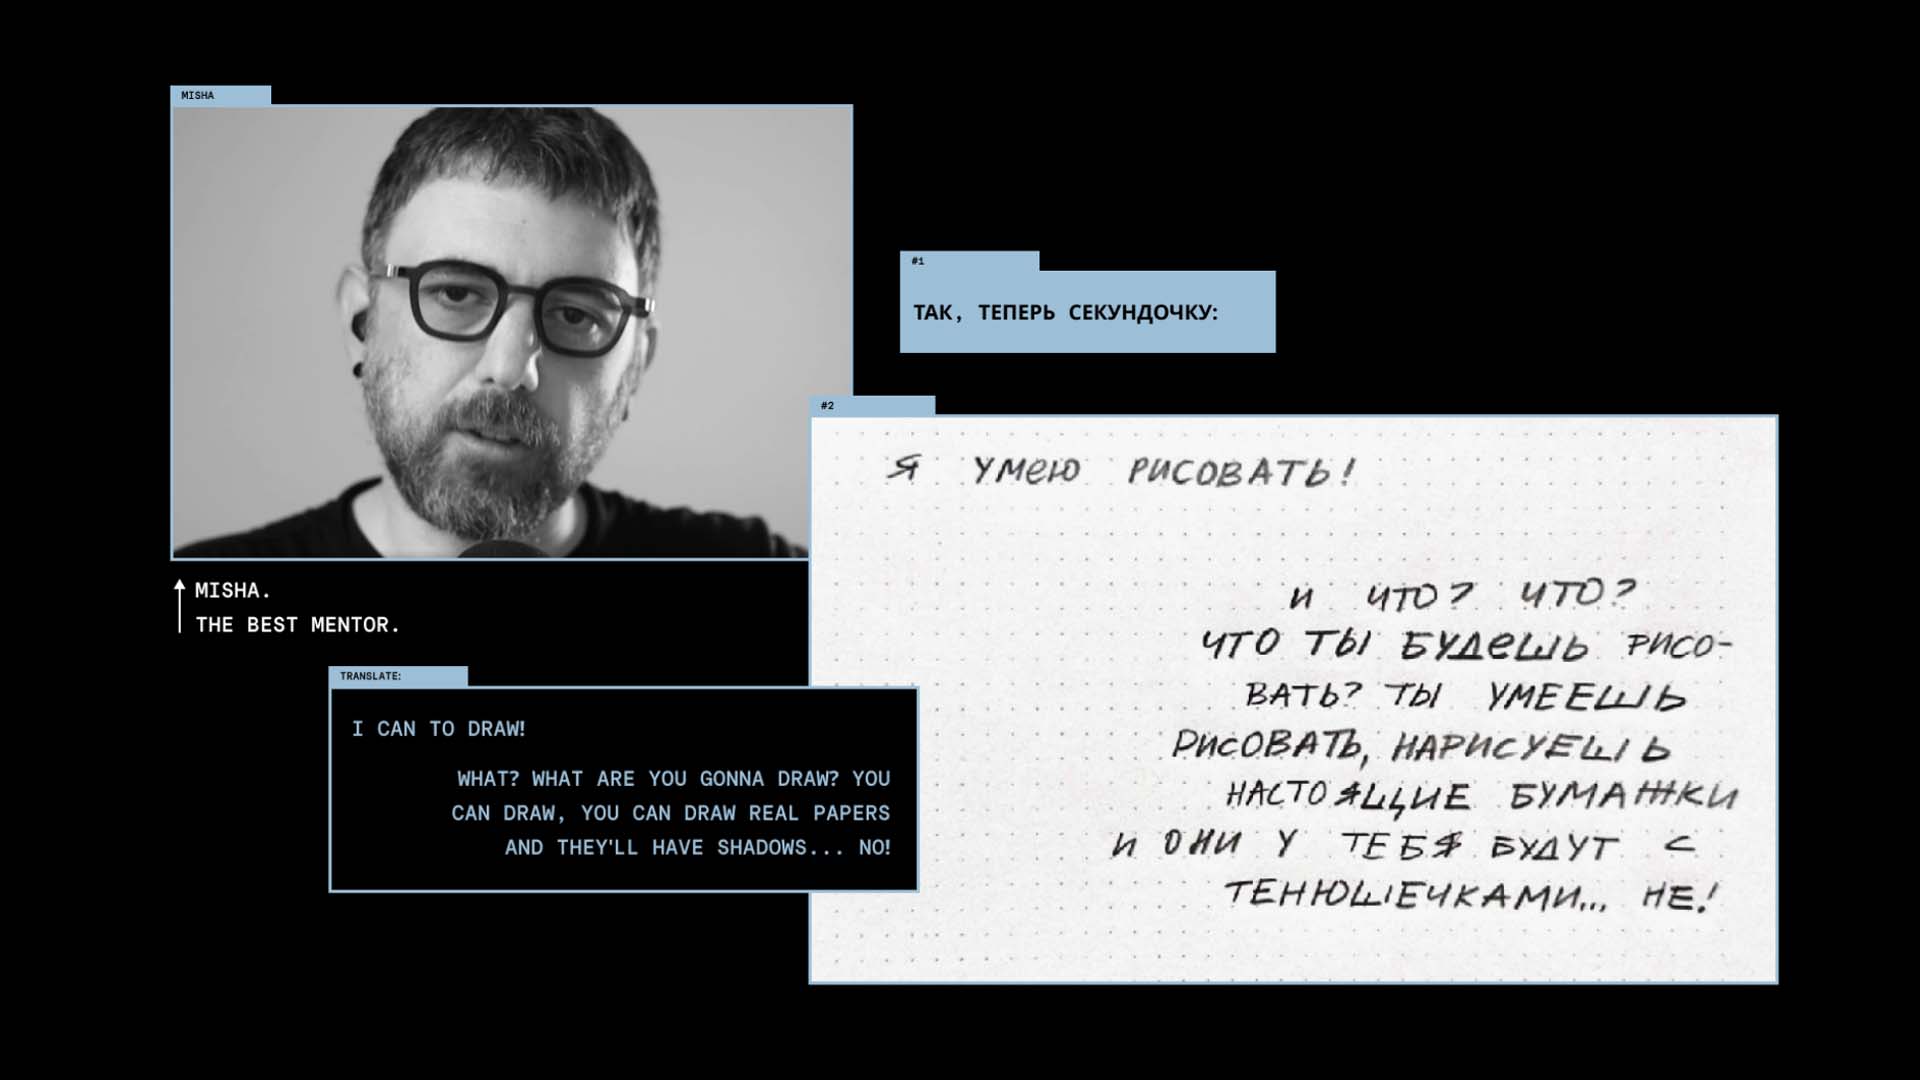 MISHA
#1
ТАК, ТЕПЕРЬ СЕКУНДОЧКУ:
#2
Я УМЕЮ РИСОВАТЬ!
И ЧТО? ЧТО?
ЧТО ТЫ БУДЕШЬ РИСО-
ВАТЬ? ТЫ УМЕЕШЬ
РИСОВАТЬ, НАРИСУЕШЬ
НАСТОЯЩИЕ БУМАЖКИ
И ОНИ У ТЕБЯ БУДУТ С
ТЕНЮШЕЧКАМИ... НЕ!
MISHA.
THE BEST MENTOR.
TRANSLATE:
I CAN TO DRAW!
WHAT? WHAT ARE YOU GONNA DRAW? YOU
CAN DRAW, YOU CAN DRAW REAL PAPERS
AND THEY'LL HAVE SHADOWS... NO!